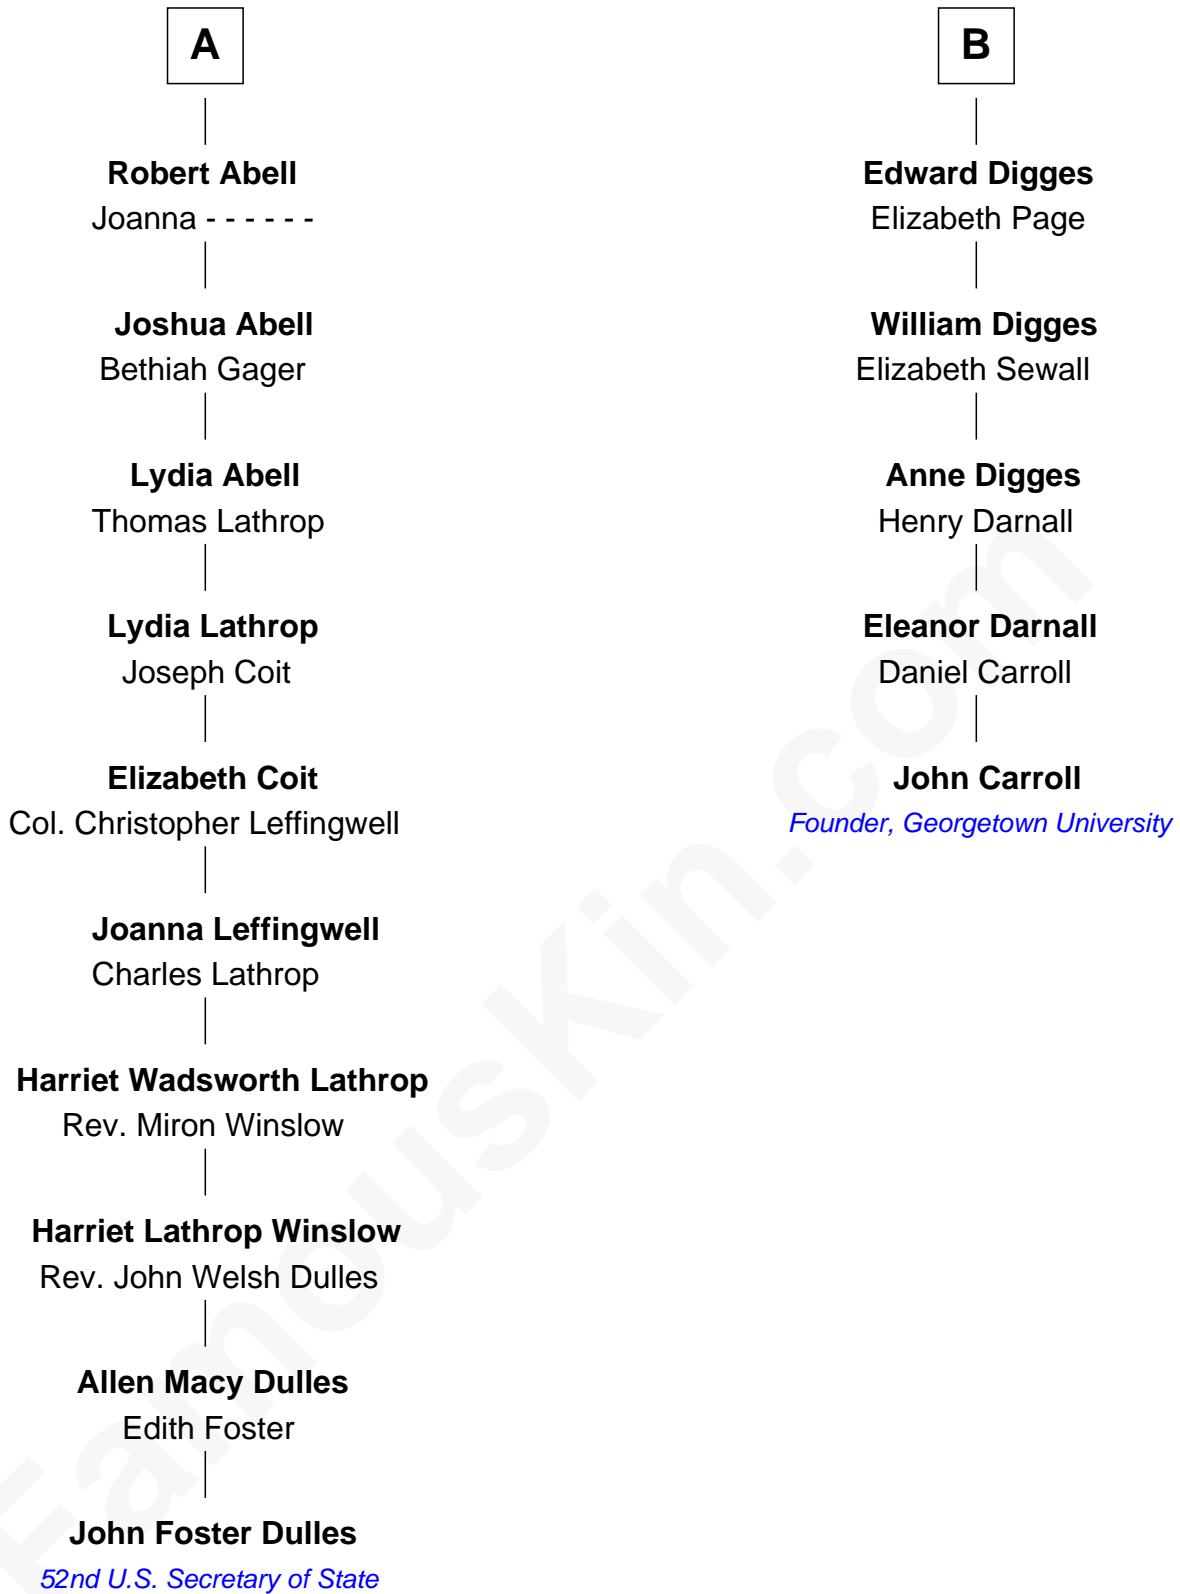 A
Robert Abell
Joanna - - - - - -
Joshua Abell
Bethiah Gager
Lydia Abell
Thomas Lathrop
Lydia Lathrop
Joseph Coit
Elizabeth Coit
Col. Christopher Leffingwell
Joanna Leffingwell
Charles Lathrop
Harriet Wadsworth Lathrop
Rev. Miron Winslow
Harriet Lathrop Winslow
Rev. John Welsh Dulles
Allen Macy Dulles
Edith Foster
John Foster Dulles
52nd U.S. Secretary of State
B
Edward Digges
Elizabeth Page
William Digges
Elizabeth Sewall
Anne Digges
Henry Darnall
Eleanor Darnall
Daniel Carroll
John Carroll
Founder, Georgetown University
FamousKin.com